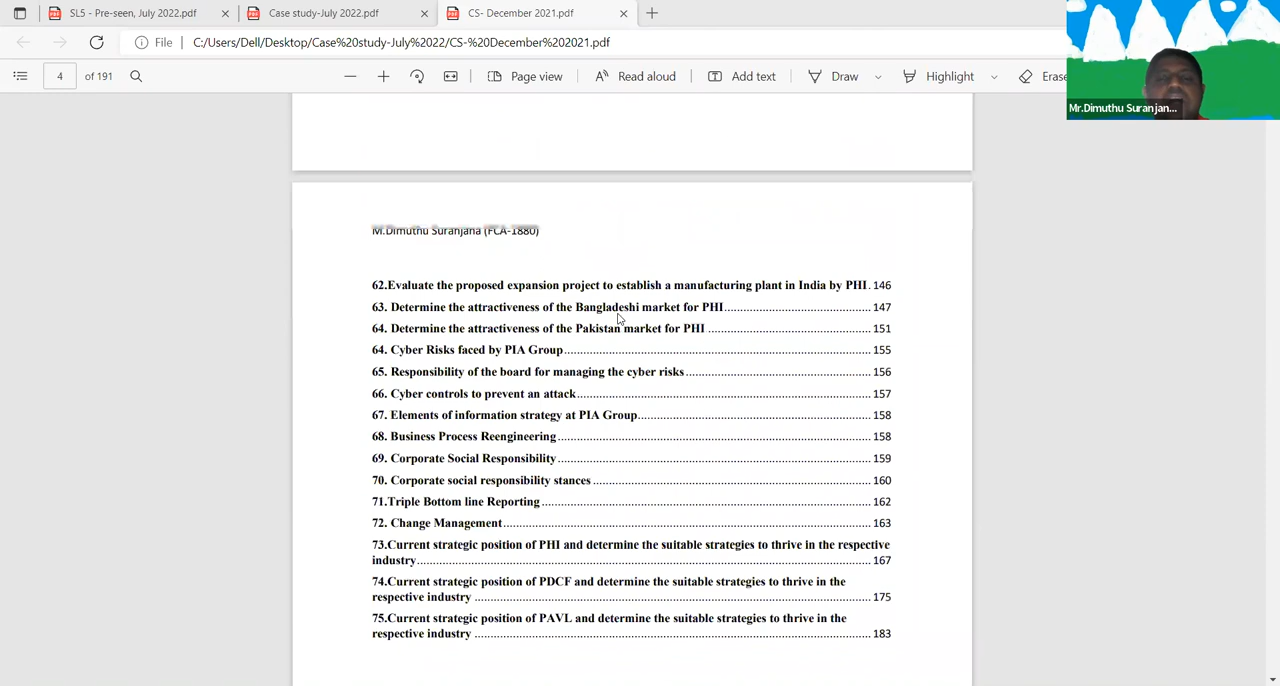 SL5 - Pre-seen, July 2022.pdf
Case study-July 2022.pdf
CS- December 2021.pdf
File | C:/Users/Dell/Desktop/Case%20study-July%2022/CS-%20December%202021.pdf
4 of 191
Page view
Read aloud
Add text
Draw
Highlight
Erase
Mr.Dimuthu Suranjan...
M.Dimuthu Suranjana (FCA-1880)
62.Evaluate the proposed expansion project to establish a manufacturing plant in India by PHI. 146
63. Determine the attractiveness of the Bangladeshi market for PHI 147
64. Determine the attractiveness of the Pakistan market for PHI 151
64. Cyber Risks faced by PIA Group 155
65. Responsibility of the board for managing the cyber risks 156
66. Cyber controls to prevent an attack 157
67. Elements of information strategy at PIA Group 158
68. Business Process Reengineering 158
69. Corporate Social Responsibility 159
70. Corporate social responsibility stances 160
71.Triple Bottom line Reporting 162
72. Change Management 163
73.Current strategic position of PHI and determine the suitable strategies to thrive in the respective
industry 167
74.Current strategic position of PDCF and determine the suitable strategies to thrive in the
respective industry 175
75.Current strategic position of PAVL and determine the suitable strategies to thrive in the
respective industry 183